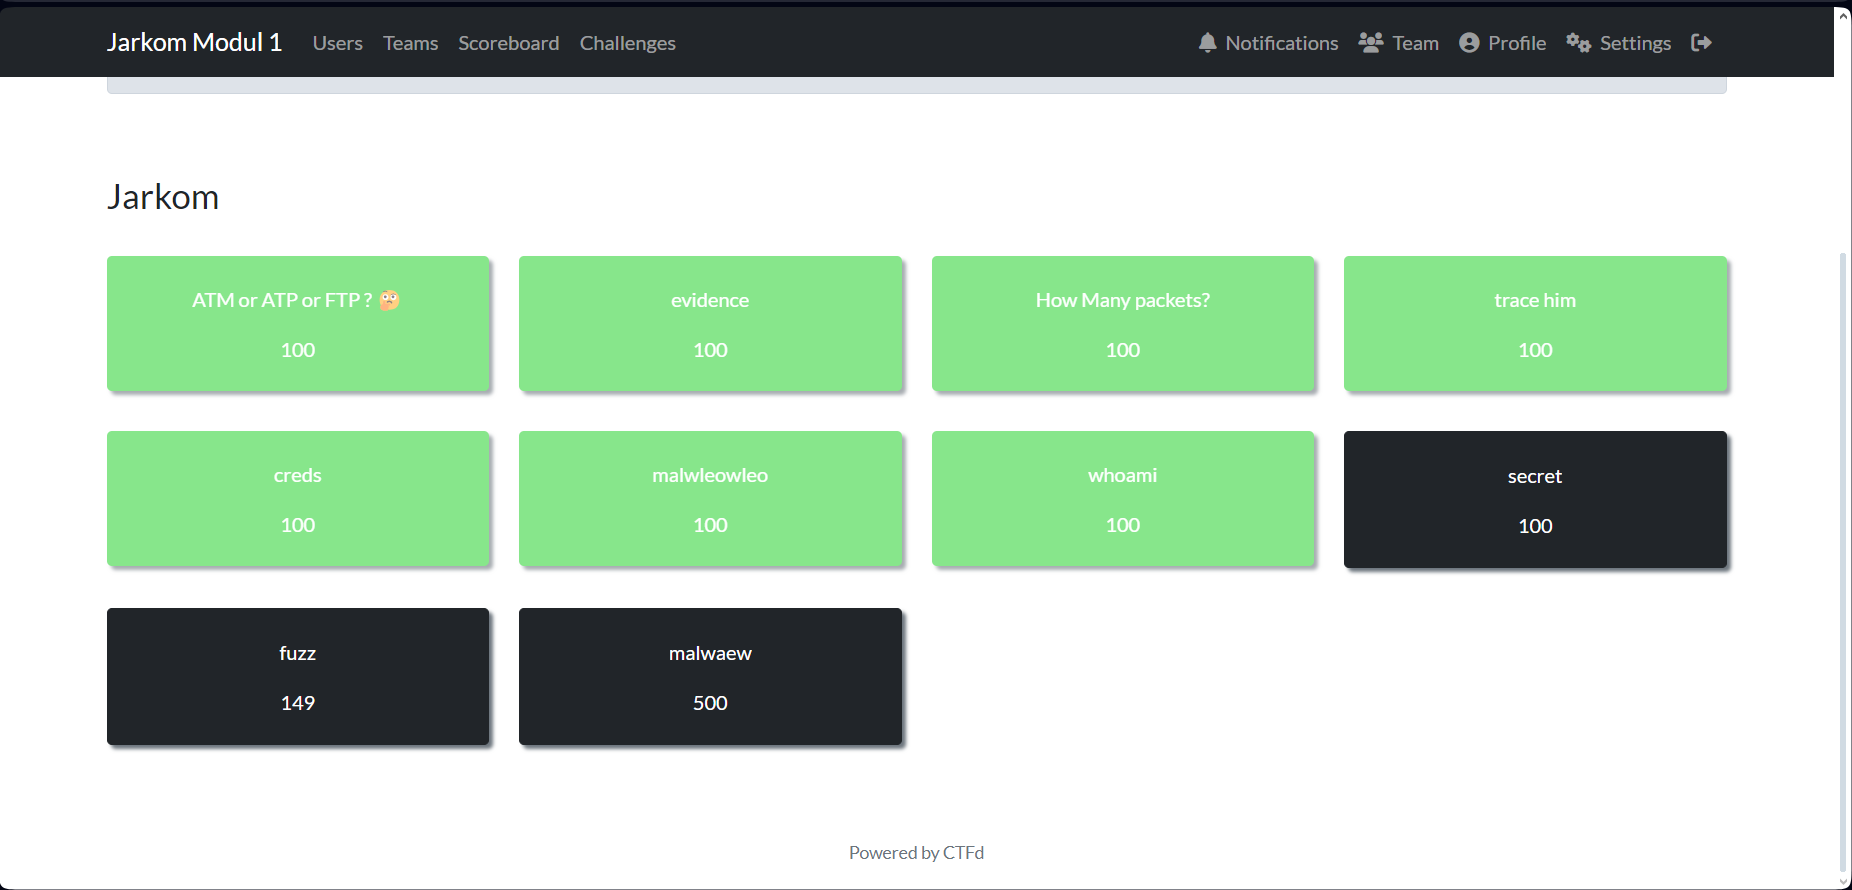 Jarkom Modul 1 Users Teams Scoreboard Challenges Notifications Team Profile Settings
Jarkom
ATM or ATP or FTP ? 🤔 evidence How Many packets? trace him
100 100 100 100
creds malwleowleo whoami secret
100 100 100 100
fuzz malwaew
149 500
Powered by CTFd